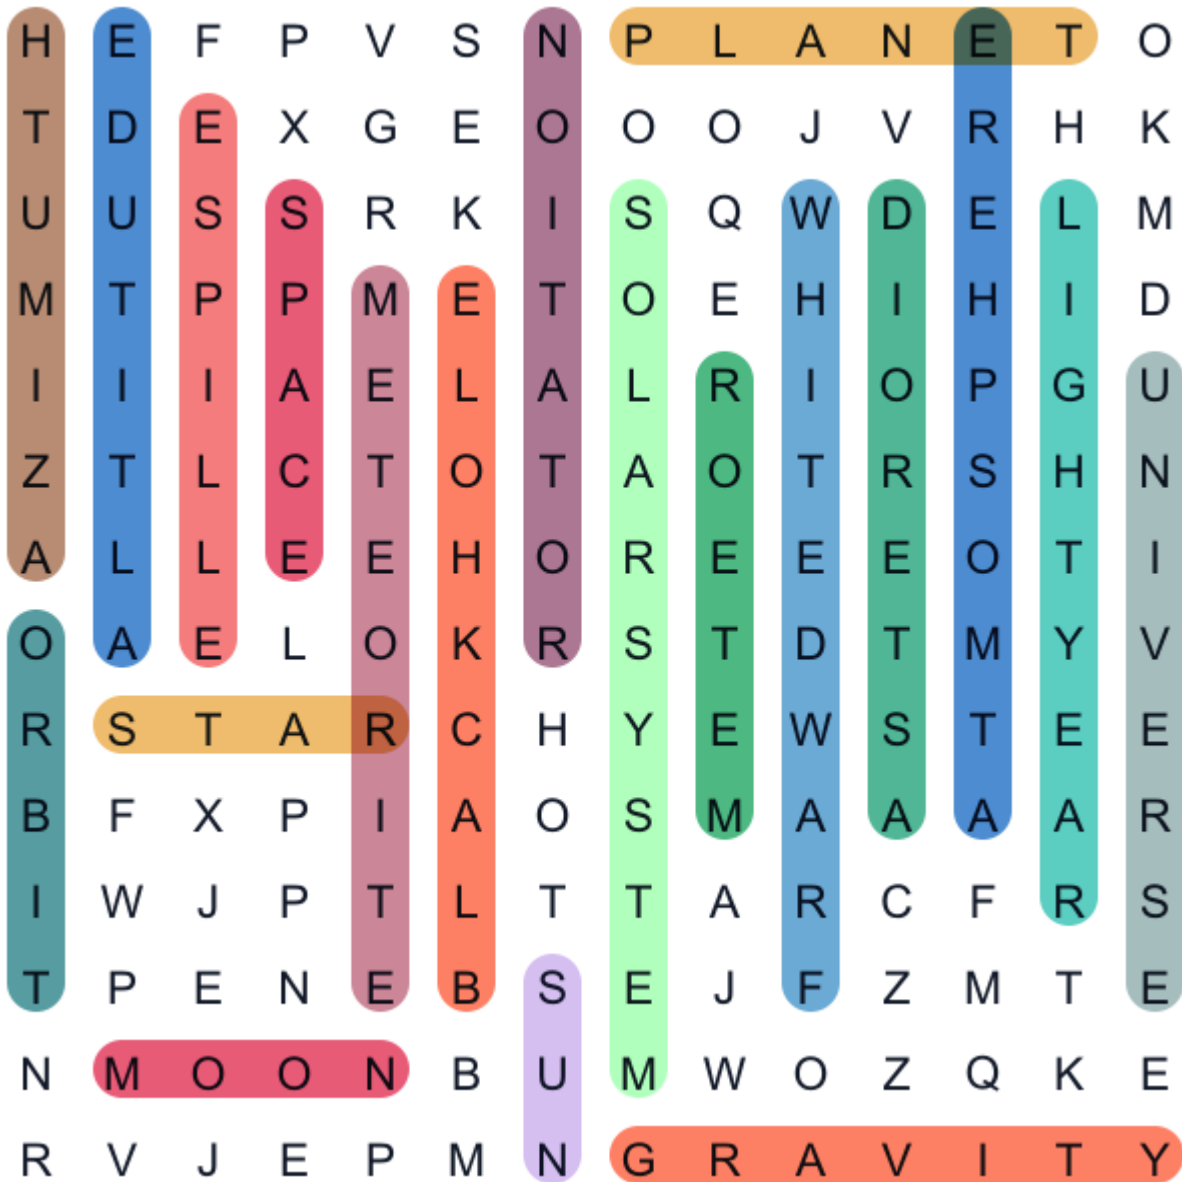 H E F P V S N P L A N E T O
T D E X G E O O O J V R H K
U U S S R K I S Q W D E L M
M T P P M E T O E H I H I D
I I I A E L A L R I O P G U
Z T L C T O T A O T R S H N
A L L E E H O R E E E O T I
O A E L O K R S T D T M Y V
R S T A R C H Y E W S T E E
B F X P I A O S M A A A A R
I W J P T L T T A R C F R S
T P E N E B S E J F Z M T E
N M O O N B U M W O Z Q K E
R V J E P M N G R A V I T Y